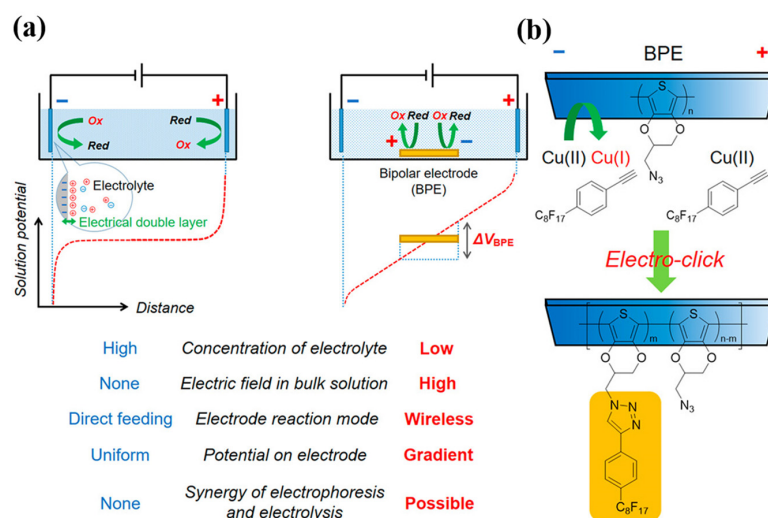 (a)
− + − +
Ox Red Ox Red Ox Red
Red Ox + −
Electrolyte
Bipolar electrode
(BPE)
Electrical double layer
Solution potential
ΔVBPE
Distance
High Concentration of electrolyte Low
None Electric field in bulk solution High
Direct feeding Electrode reaction mode Wireless
Uniform Potential on electrode Gradient
None Synergy of electrophoresis Possible
and electrolysis
(b)
− BPE +
S
n
O O
Cu(II) Cu(I) Cu(II)
N3
C8F17 C8F17
Electro-click
S S
m n-m
O O O O
N N3
N
N
C8F17